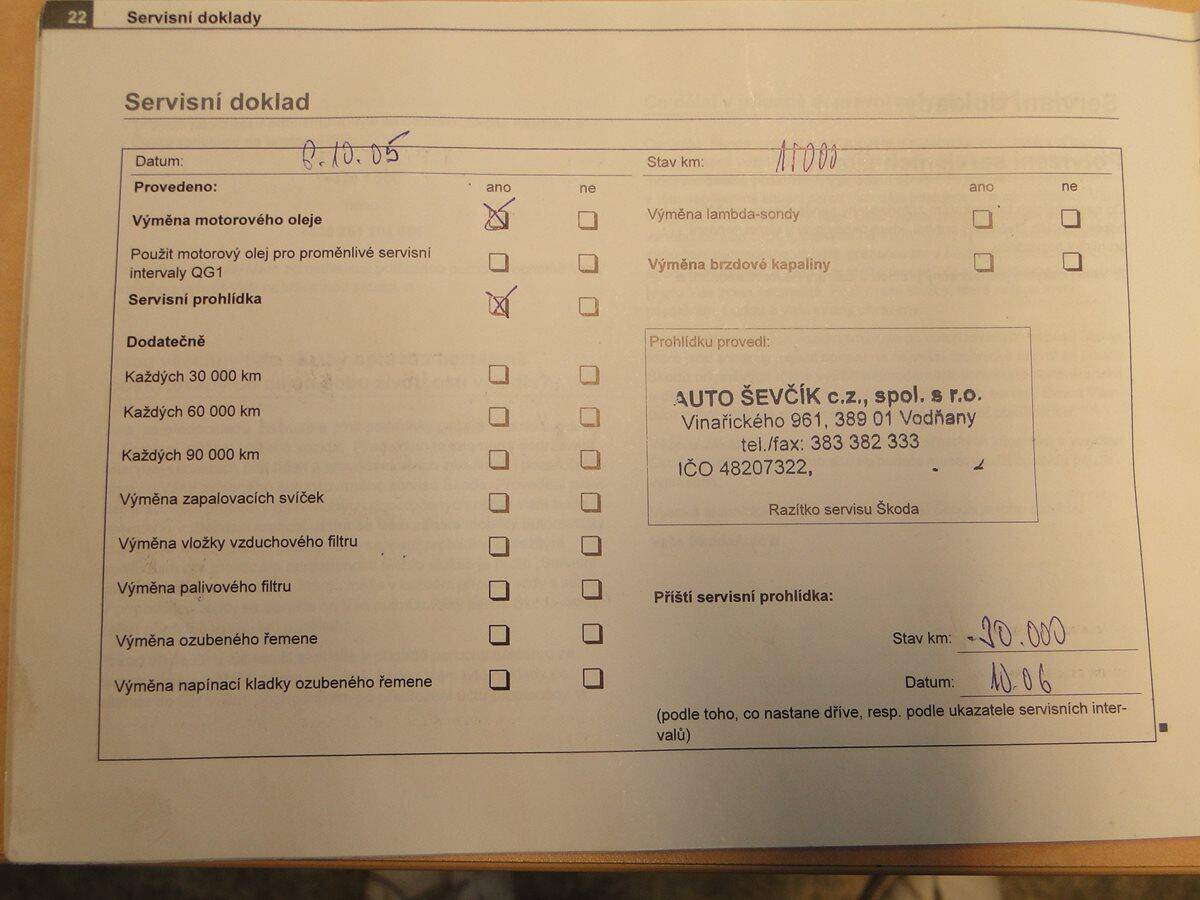 22
Servisní doklady
Servisní doklad
Datum: 6.10.05
Stav km: 15000
Provedeno: ano ne
ano ne
Výměna motorového oleje
Použit motorový olej pro proměnlivé servisní
intervaly QG1
Servisní prohlídka
Dodatečně
Každých 30 000 km
Každých 60 000 km
Každých 90 000 km
Výměna zapalovacích svíček
Výměna vložky vzduchového filtru
Výměna palivového filtru
Výměna ozubeného řemene
Výměna napínací kladky ozubeného řemene
Výměna lambda-sondy
Výměna brzdové kapaliny
Prohlídku provedl:
AUTO ŠEVČÍK c.z., spol. s r.o.
Vinařického 961, 389 01 Vodňany
tel./fax: 383 382 333
IČO 48207322,
Razítko servisu Škoda
Příští servisní prohlídka:
Stav km: 30.000
Datum: 10.06
(podle toho, co nastane dříve, resp. podle ukazatele servisních inter-
valů)